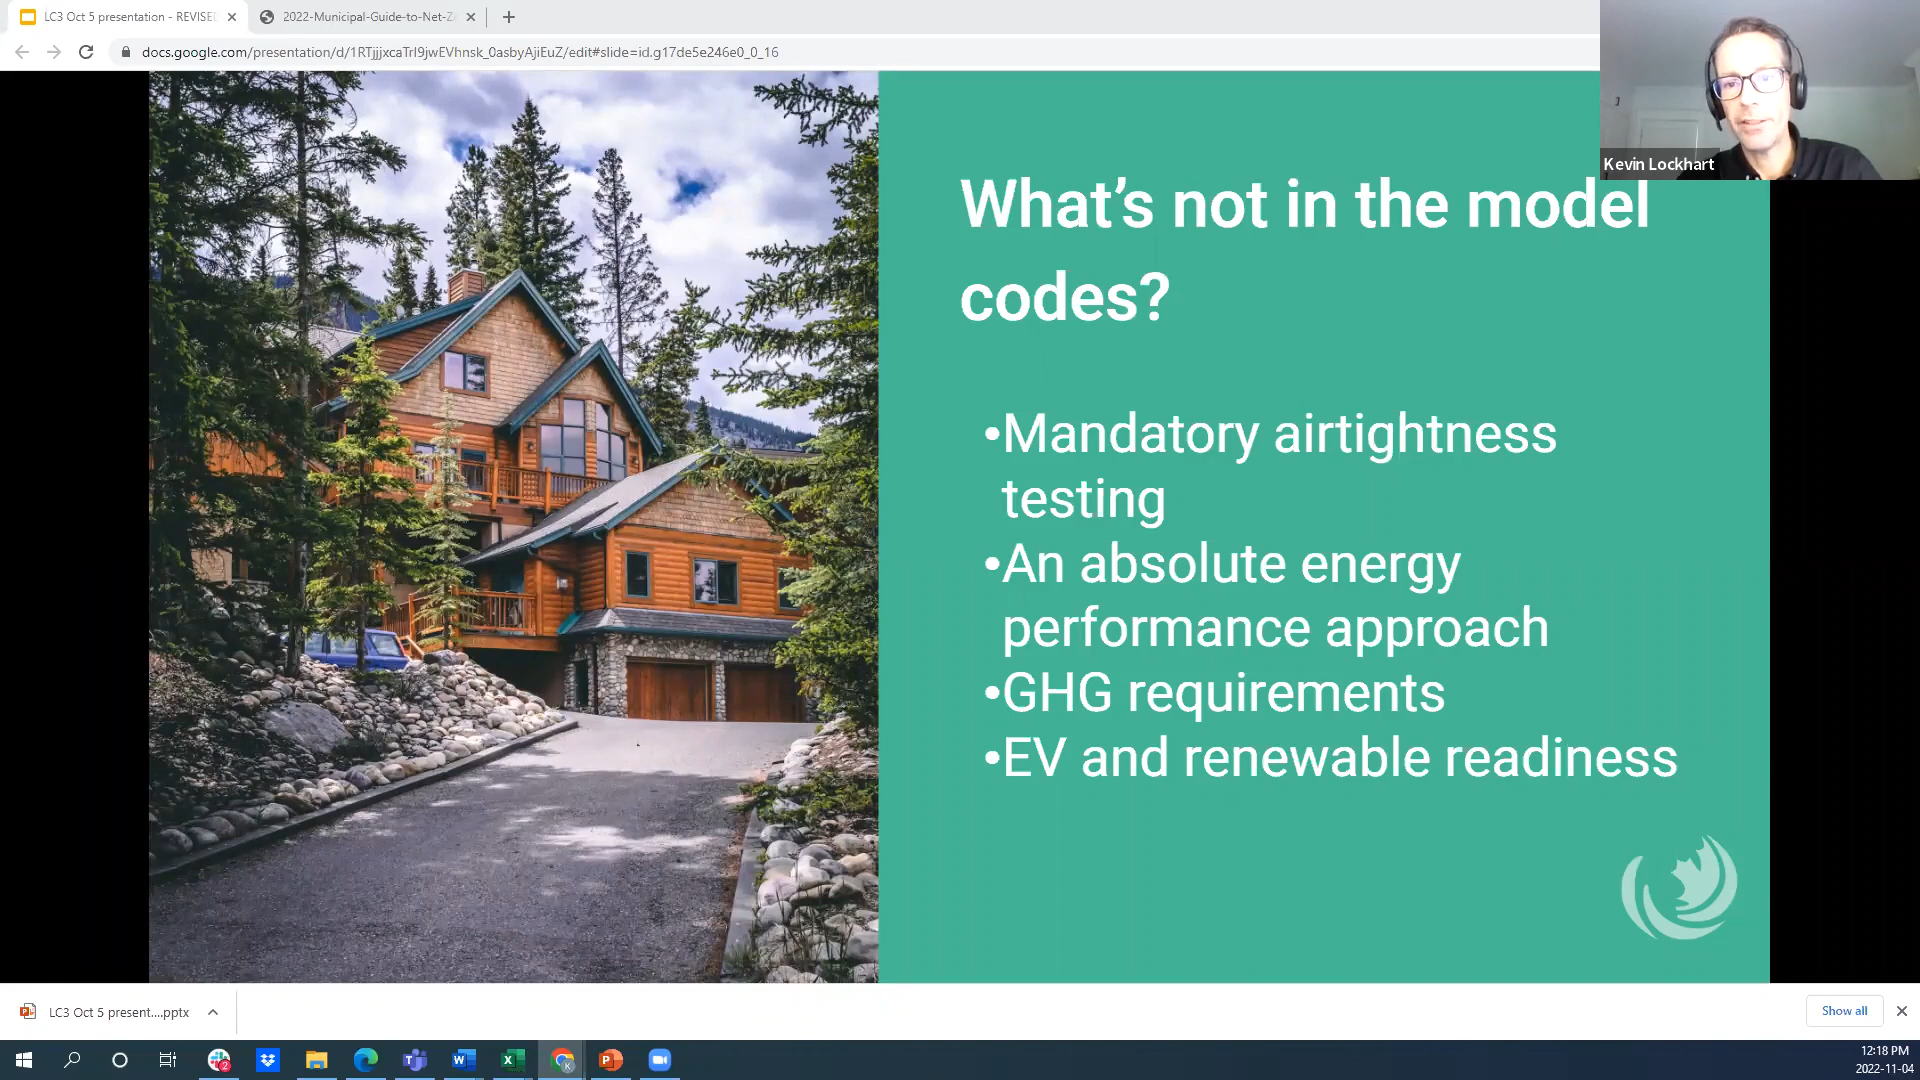 LC3 Oct 5 presentation - REVISED
2022-Municipal-Guide-to-Net-Z
docs.google.com/presentation/d/1RTjjjxcaTrI9jwEVhnsk_0asbyAjiEuZ/edit#slide=id.g17de5e246e0_0_16
Kevin Lockhart
What's not in the model
codes?
•Mandatory airtightness
testing
•An absolute energy
performance approach
•GHG requirements
•EV and renewable readiness
LC3 Oct 5 present....pptx
Show all
12:18 PM
2022-11-04